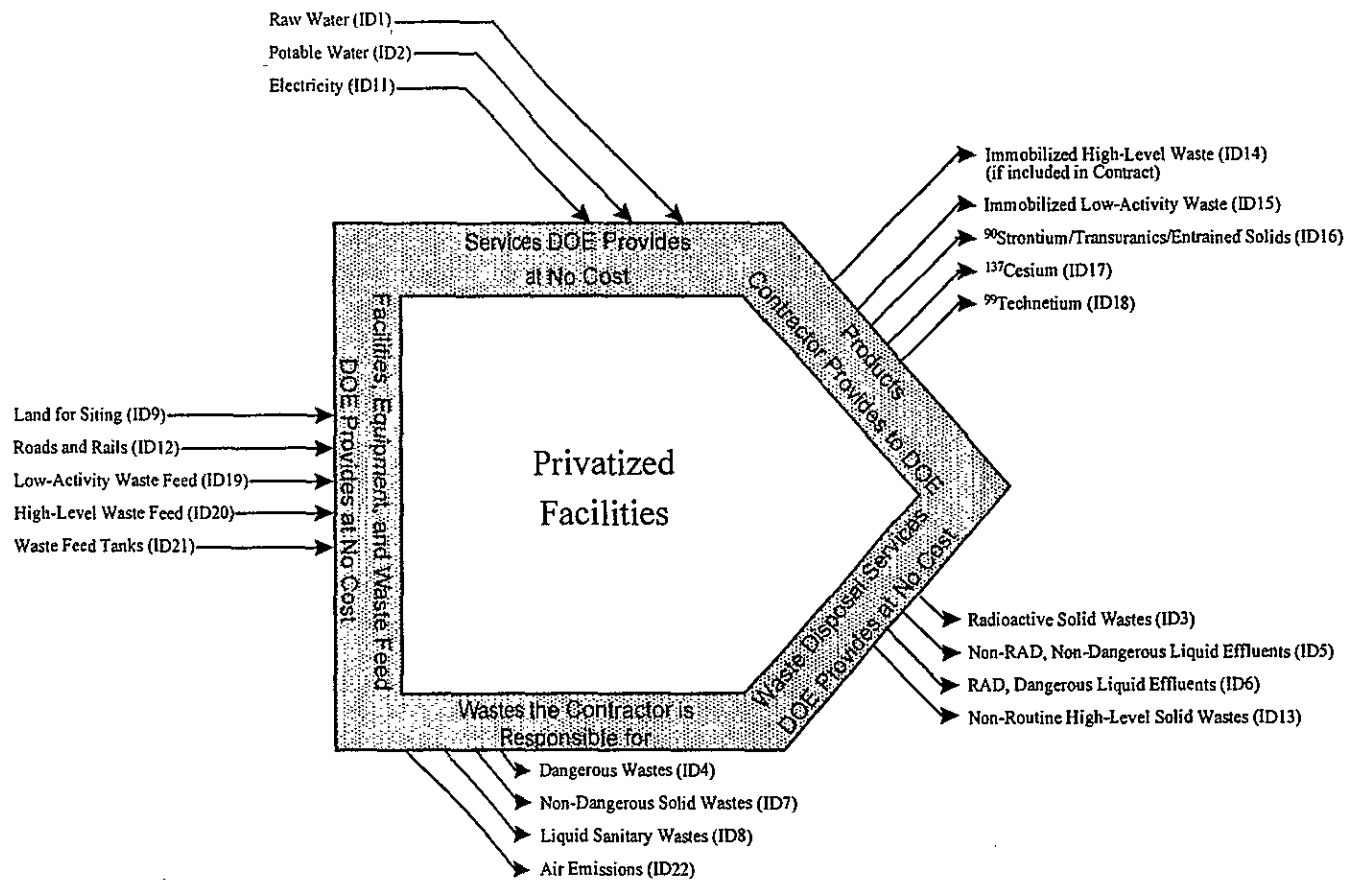 Raw Water (ID1)
Potable Water (ID2)
Electricity (ID11)
Immobilized High-Level Waste (ID14)
(if included in Contract)
Immobilized Low-Activity Waste (ID15)
⁹⁰Strontium/Transuranics/Entrained Solids (ID16)
¹³⁷Cesium (ID17)
⁹⁹Technetium (ID18)
Services DOE Provides
at No Cost
Products
Contractor Provides to DOE
Facilities, Equipment, and Waste Feed
DOE Provides at No Cost
Land for Siting (ID9)
Roads and Rails (ID12)
Low-Activity Waste Feed (ID19)
High-Level Waste Feed (ID20)
Waste Feed Tanks (ID21)
Privatized
Facilities
Waste Disposal Services
DOE Provides at No Cost
Radioactive Solid Wastes (ID3)
Non-RAD, Non-Dangerous Liquid Effluents (ID5)
RAD, Dangerous Liquid Effluents (ID6)
Non-Routine High-Level Solid Wastes (ID13)
Wastes the Contractor is
Responsible for
Dangerous Wastes (ID4)
Non-Dangerous Solid Wastes (ID7)
Liquid Sanitary Wastes (ID8)
Air Emissions (ID22)